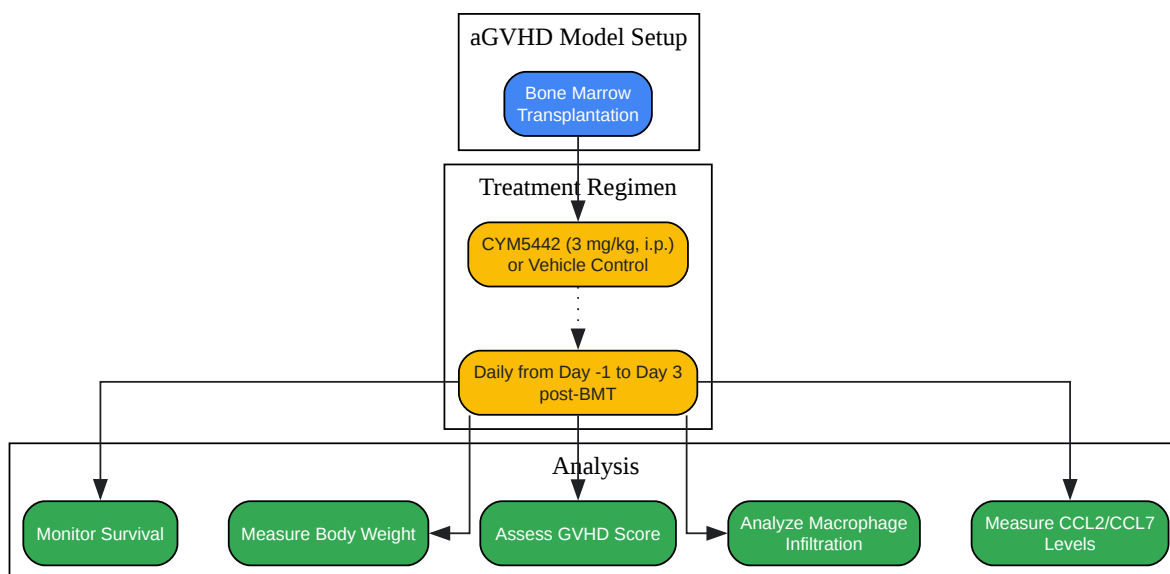 aGVHD Model Setup
Bone Marrow
Transplantation
Treatment Regimen
CYM5442 (3 mg/kg, i.p.)
or Vehicle Control
Daily from Day -1 to Day 3
post-BMT
Analysis
Monitor Survival
Measure Body Weight
Assess GVHD Score
Analyze Macrophage
Infiltration
Measure CCL2/CCL7
Levels